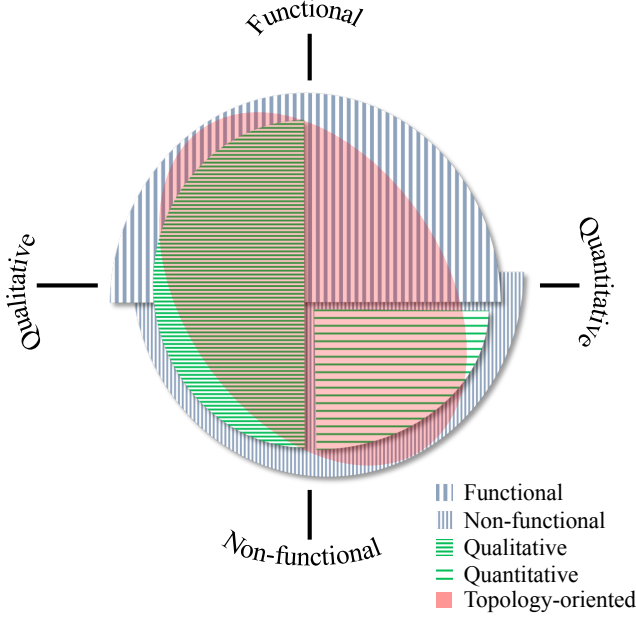 Functional
Qualitative
Quantitative
Non-functional
Functional
Non-functional
Qualitative
Quantitative
Topology-oriented